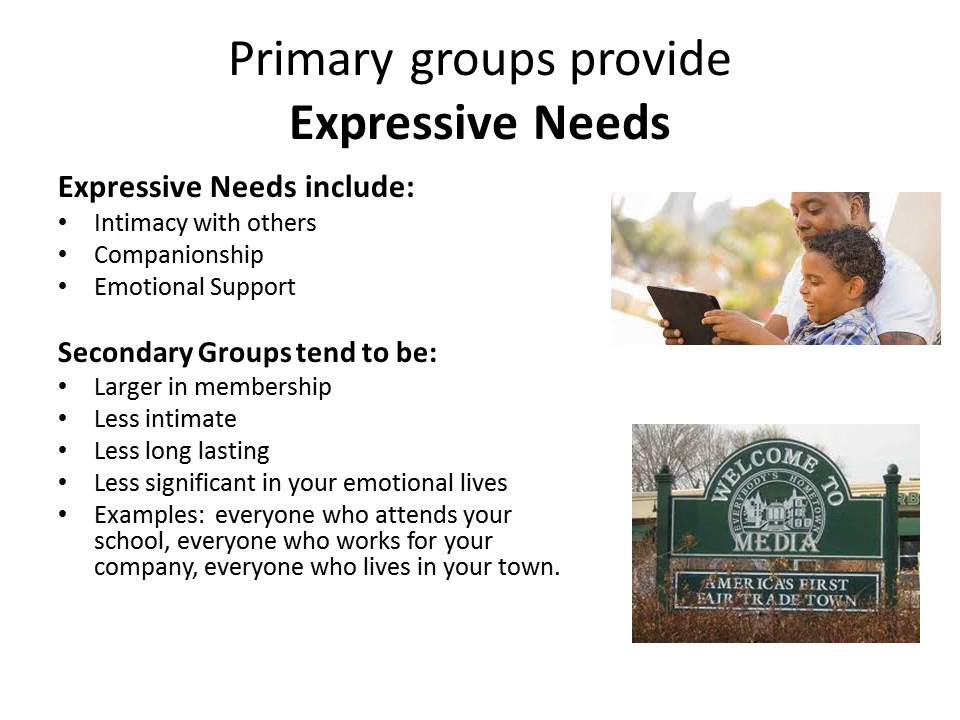 Primary groups provide
Expressive Needs
Expressive Needs include:
• Intimacy with others
• Companionship
• Emotional Support
Secondary Groups tend to be:
• Larger in membership
• Less intimate
• Less long lasting
• Less significant in your emotional lives
• Examples: everyone who attends your
school, everyone who works for your
company, everyone who lives in your town.
WELCOME TO
EVERYBODY'S HOMETOWN
MEDIA
AMERICA'S FIRST
FAIR TRADE TOWN